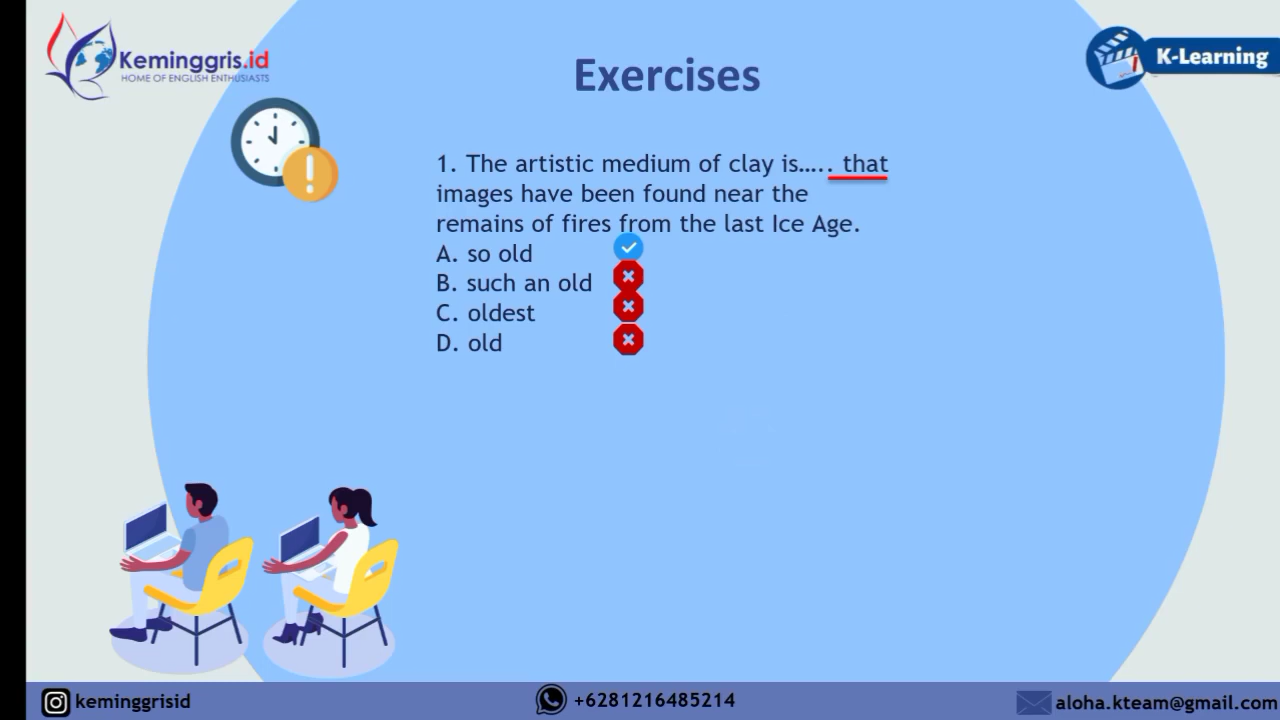 Keminggris.id
HOME OF ENGLISH ENTHUSIASTS
K-Learning
Exercises
1. The artistic medium of clay is….. that
images have been found near the
remains of fires from the last Ice Age.
A. so old
B. such an old
C. oldest
D. old
keminggrisid
+6281216485214
aloha.kteam@gmail.com